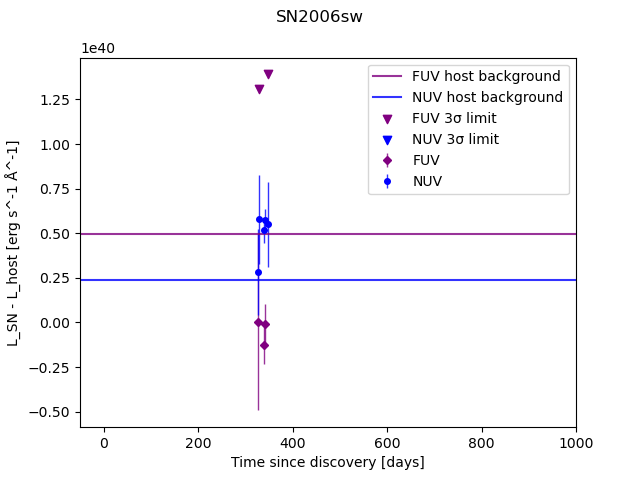 SN2006sw
1e40
FUV host background
NUV host background
FUV 3σ limit
NUV 3σ limit
FUV
NUV
1.25
1.00
0.75
0.50
0.25
0.00
−0.25
−0.50
L_SN - L_host [erg s^-1 Å^-1]
0 200 400 600 800 1000
Time since discovery [days]